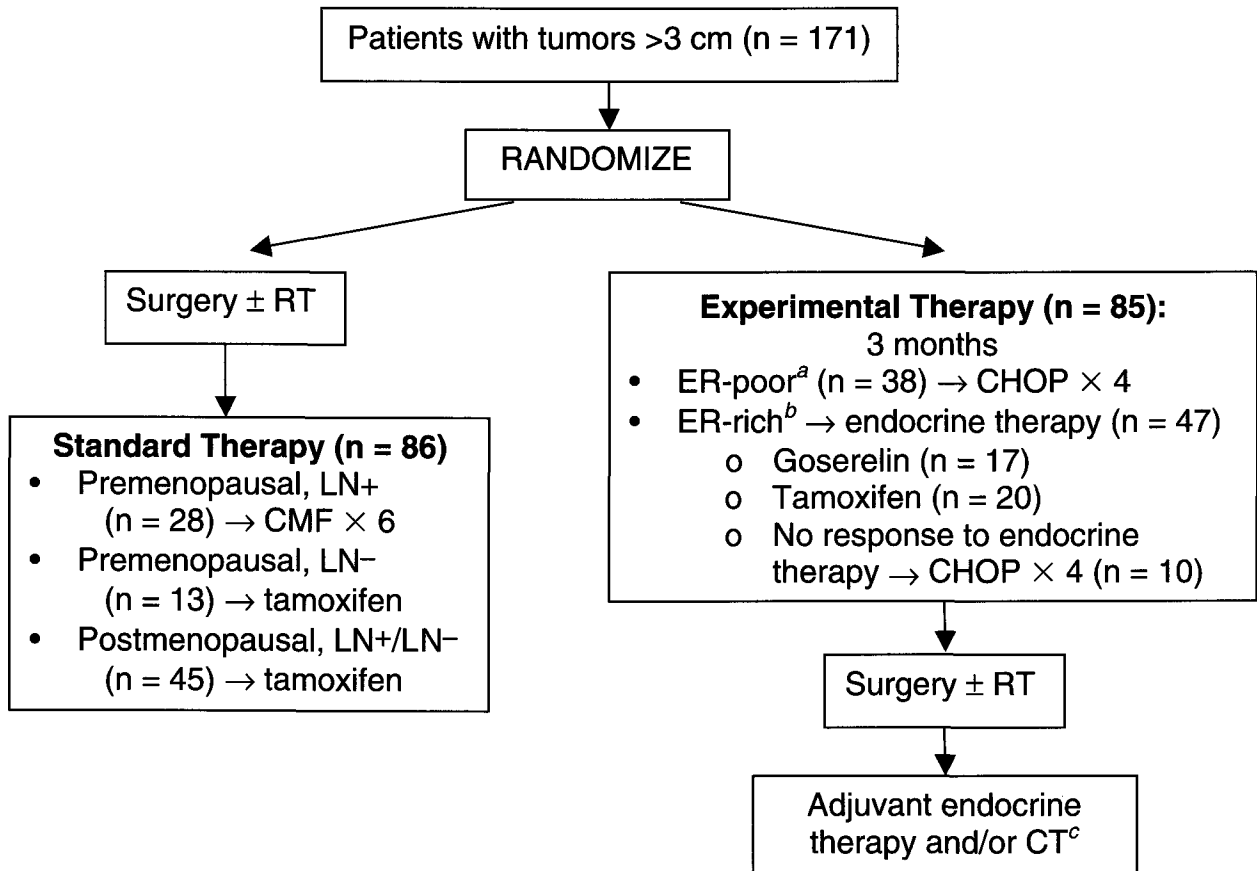 Patients with tumors >3 cm (n = 171)
RANDOMIZE
Surgery ± RT
Standard Therapy (n = 86)
• Premenopausal, LN+
(n = 28) → CMF × 6
• Premenopausal, LN−
(n = 13) → tamoxifen
• Postmenopausal, LN+/LN−
(n = 45) → tamoxifen
Experimental Therapy (n = 85):
3 months
• ER-poorᵃ (n = 38) → CHOP × 4
• ER-richᵇ → endocrine therapy (n = 47)
o Goserelin (n = 17)
o Tamoxifen (n = 20)
o No response to endocrine
therapy → CHOP × 4 (n = 10)
Surgery ± RT
Adjuvant endocrine
therapy and/or CTᶜ